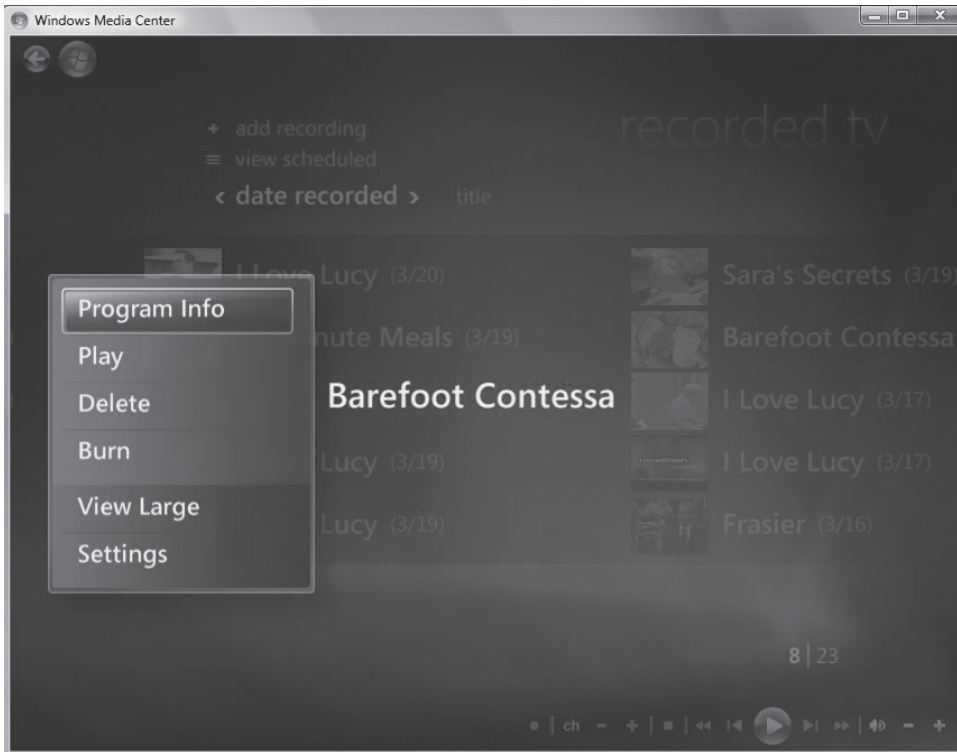 Windows Media Center
recorded tv
+ add recording
view scheduled
< date recorded > title
I Love Lucy (3/20)
Sara's Secrets (3/19)
nute Meals (3/19)
Barefoot Contessa
Barefoot Contessa
I Love Lucy (3/17)
Lucy (3/19)
I Love Lucy (3/17)
Lucy (3/19)
Frasier (3/16)
Program Info
Play
Delete
Burn
View Large
Settings
8 | 23
ch - +
- +